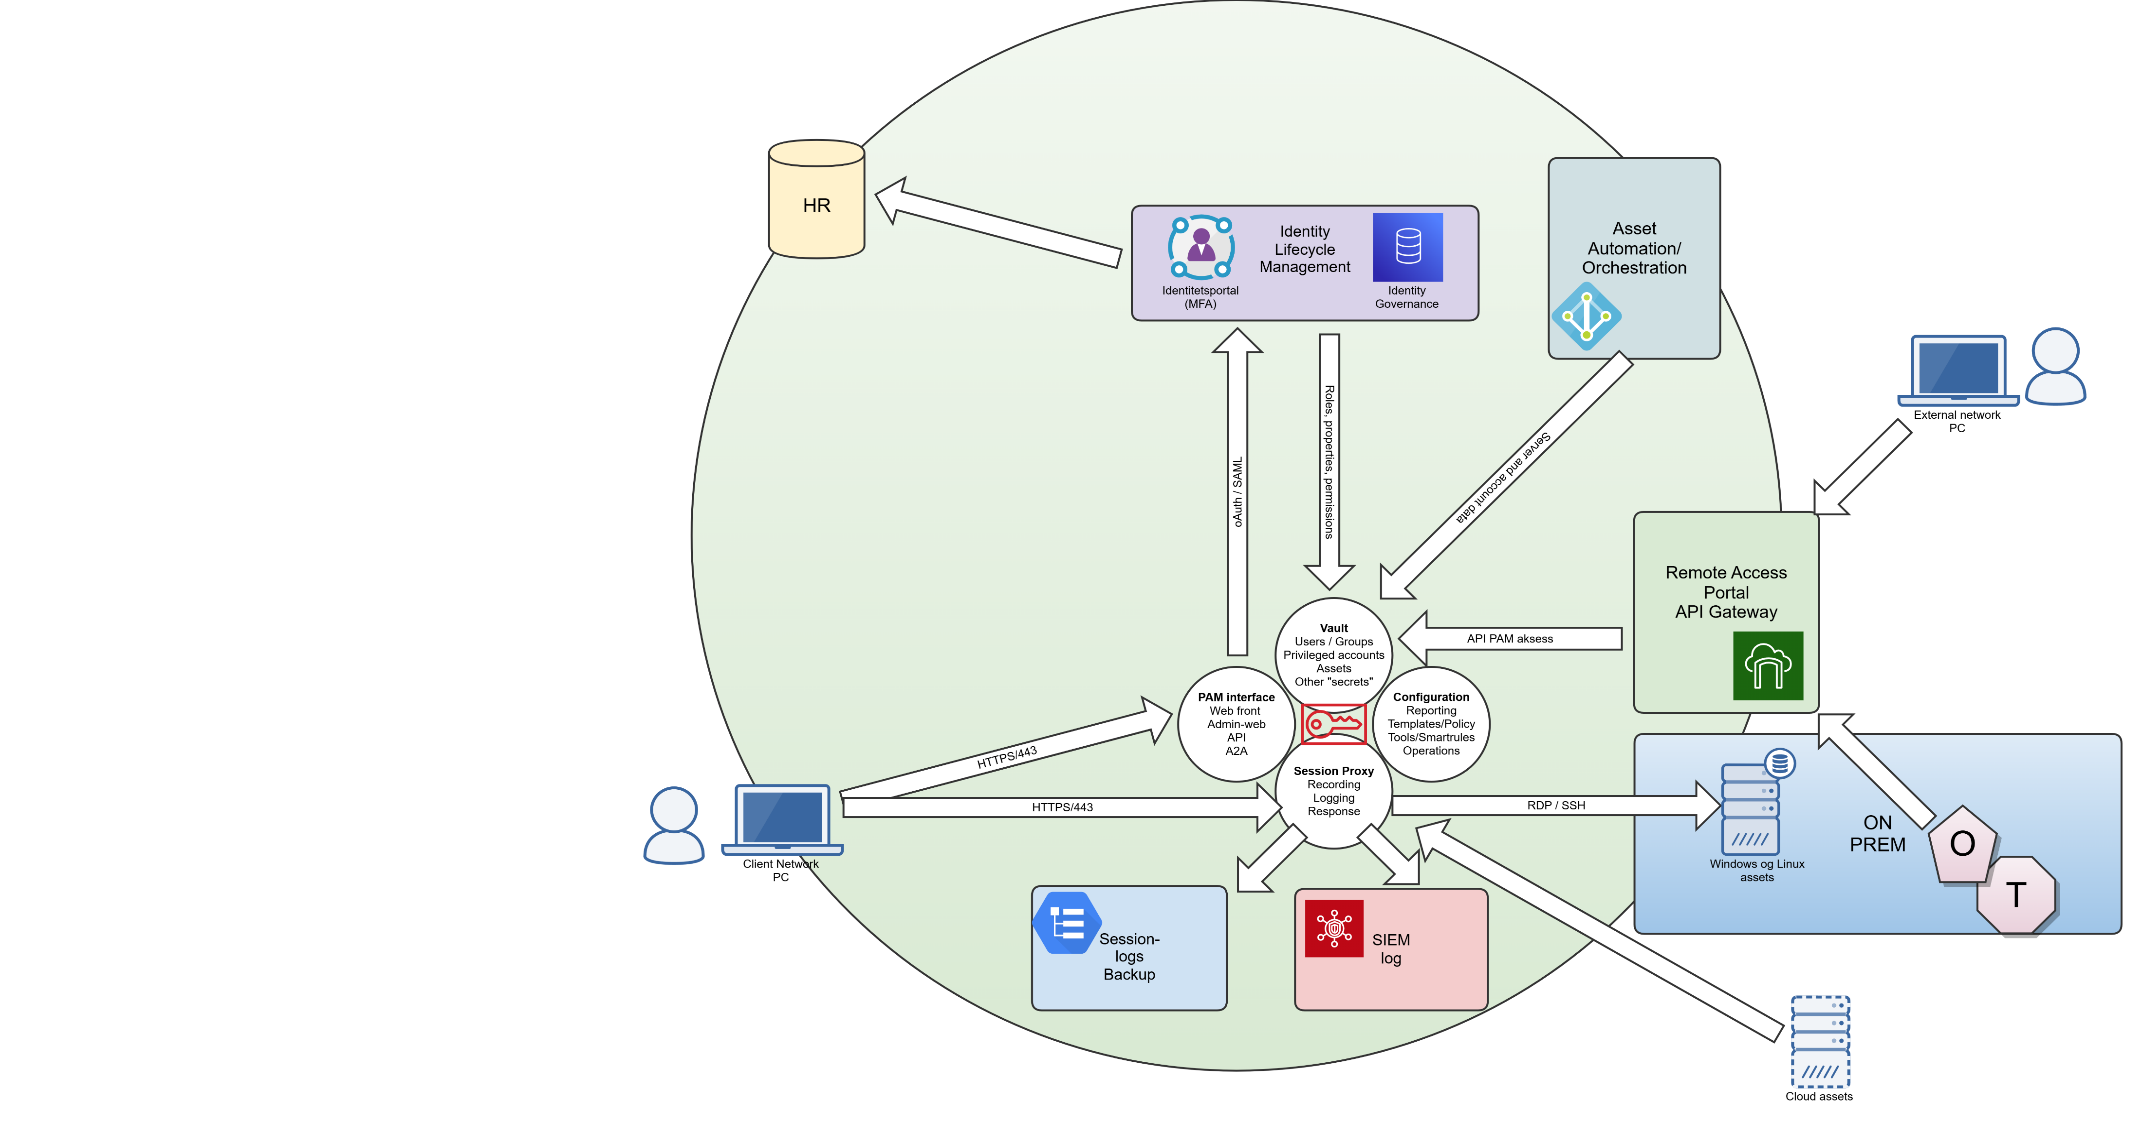 HR
Identity
Lifecycle
Management
Identitetsportal
(MFA)
Identity
Governance
Asset
Automation/
Orchestration
External network
PC
oAuth / SAML
Roles, properties, permissions
Server and account data
Remote Access
Portal
API Gateway
API PAM aksess
Vault
Users / Groups
Privileged accounts
Assets
Other "secrets"
PAM interface
Web front
Admin-web
API
A2A
Configuration
Reporting
Templates/Policy
Tools/Smartrules
Operations
Session Proxy
Recording
Logging
Response
HTTPS/443
HTTPS/443
RDP / SSH
Client Network
PC
Windows og Linux
assets
ON
PREM
O
T
Session-
logs
Backup
SIEM
log
Cloud assets